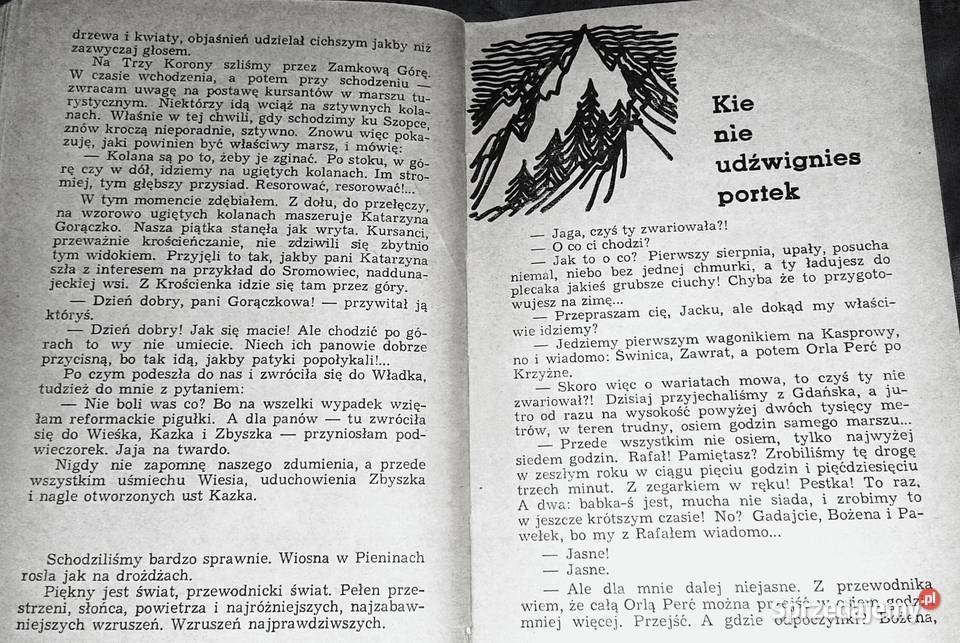 drzewa i kwiaty, objaśnień udzielał cichszym jakby niż
zazwyczaj głosem.
Na Trzy Korony szliśmy przez Zamkową Górę.
W czasie wchodzenia, a potem przy schodzeniu —
zwracam uwagę na postawę kursantów w marszu tu-
rystycznym. Niektórzy idą wciąż na sztywnych kola-
nach. Właśnie w tej chwili, gdy schodzimy ku Szopce,
znów kroczą nieporadnie, sztywno. Znowu więc poka-
zuję, jaki powinien być właściwy marsz, i mówię:
— Kolana są po to, żeby je zginać. Po stoku, w gó-
rę czy w dół, idziemy na ugiętych kolanach. Im stro-
miej, tym głębszy przysiad. Resorować, resorować!...
W tym momencie zdębiałem. Z dołu, do przełęczy,
na wzorowo ugiętych kolanach maszeruje Katarzyna
Gorączko. Nasza piątka stanęła jak wryta. Kursanci,
przeważnie krościeńczanie, nie zdziwili się zbytnio
tym widokiem. Przyjęli to tak, jakby pani Katarzyna
szła z interesem na przykład do Sromowiec, nadduna-
jeckiej wsi. Z Krościenka idzie się tam przez góry.
— Dzień dobry, pani Gorączkowa! — przywitał ją
któryś.
— Dzień dobry! Jak się macie! Ale chodzić po gó-
rach to wy nie umiecie. Niech ich panowie dobrze
przycisną, bo tak idą, jakby patyki popołykali!...
Po czym podeszła do nas i zwróciła się do Władka,
tudzież do mnie z pytaniem:
— Nie boli was co? Bo na wszelki wypadek wzię-
łam reformackie pigułki. A dla panów — tu zwróciła
się do Wieśka, Kazka i Zbyszka — przyniosłam pod-
wieczorek. Jaja na twardo.
Nigdy nie zapomnę naszego zdumienia, a przede
wszystkim uśmiechu Wiesia, uduchowienia Zbyszka
i nagle otworzonych ust Kazka.
Schodziliśmy bardzo sprawnie. Wiosna w Pieninach
rosła jak na drożdżach.
Piękny jest świat, przewodnicki świat. Pełen prze-
strzeni, słońca, powietrza i najróżniejszych, najzabaw-
niejszych wzruszeń. Wzruszeń najprawdziwszych.
Kie
nie
udźwignies
portek
— Jaga, czyś ty zwariowała?!
— O co ci chodzi?
— Jak to o co? Pierwszy sierpnia, upały, posucha
niemal, niebo bez jednej chmurki, a ty ładujesz do
plecaka jakieś grubsze ciuchy! Chyba że to przygoto-
wujesz na zimę...
— Przepraszam cię, Jacku, ale dokąd my właści-
wie idziemy?
— Jedziemy pierwszym wagonikiem na Kasprowy,
no i wiadomo: Świnica, Zawrat, a potem Orla Perć po
Krzyżne.
— Skoro więc o wariatach mowa, to czyś ty nie
zwariował?! Dzisiaj przyjechaliśmy z Gdańska, a ju-
tro od razu na wysokość powyżej dwóch tysięcy me-
trów, w teren trudny, osiem godzin samego marszu...
— Przede wszystkim nie osiem, tylko najwyżej
siedem godzin. Rafał! Pamiętasz? Zrobiliśmy tę drogę
w zeszłym roku w ciągu pięciu godzin i pięćdziesięciu
trzech minut. Z zegarkiem w ręku! Pestka! To raz.
A dwa: babka-ś jest, mucha nie siada, i zrobimy to
w jeszcze krótszym czasie! No? Gadajcie, Bożena i Pa-
wełek, bo my z Rafałem wiadomo...
— Jasne!
— Jasne.
— Ale dla mnie dalej niejasne. Z przewodnika
wiem, że całą Orlą Perć można przejść w osiem godzin
mniej więcej. Przejść. A gdzie odpoczynki? Bożena,
Sprzedajemy.pl